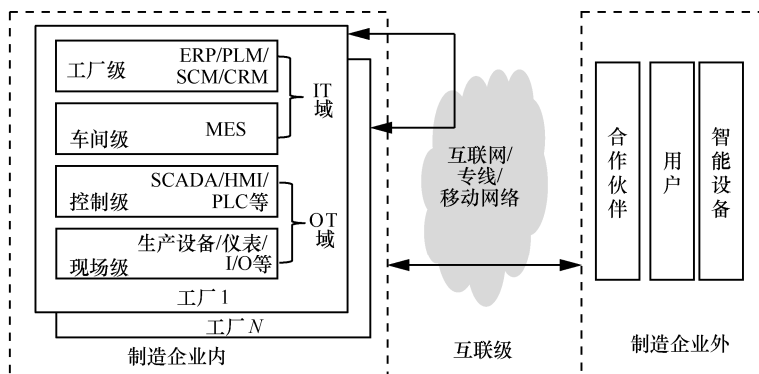 工厂级
ERP/PLM/
SCM/CRM
车间级
MES
IT
域
控制级
SCADA/HMI/
PLC等
现场级
生产设备/仪表/
I/O等
OT
域
工厂 1
工厂 N
制造企业内
互联网/
专线/
移动网络
互联级
合作伙伴
用户
智能设备
制造企业外